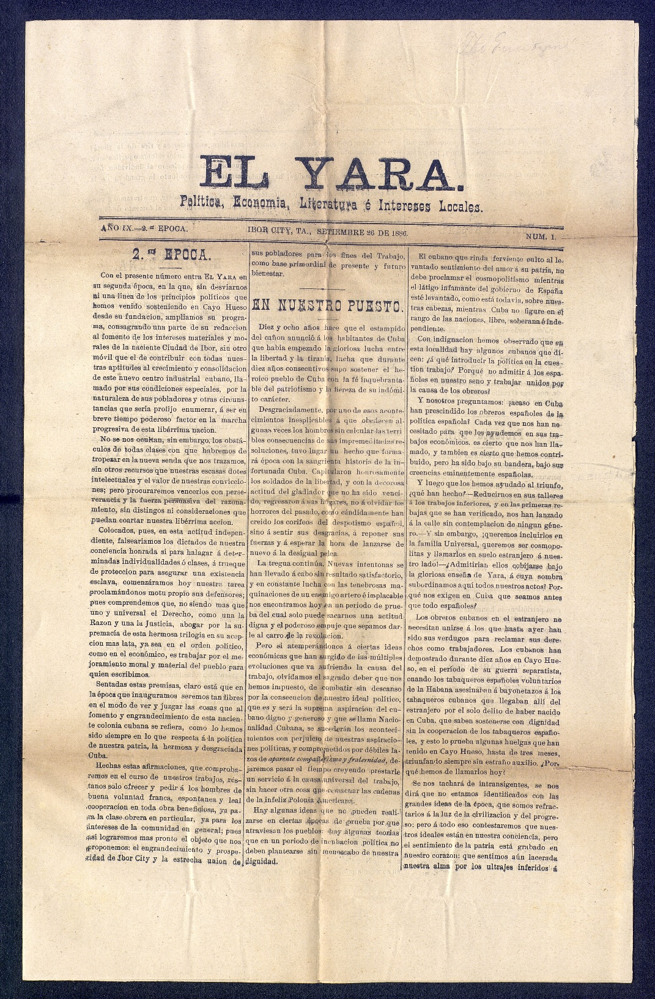 EL YARA.
Política, Economía, Literatura é Intereses Locales.
AÑO IX.—2.ª EPOCA.
IBOR CITY, TA., SETIEMBRE 26 DE 1886.
NUM. 1.
2.ª EPOCA.
Con el presente número entra EL YARA en
su segunda época, en la que, sin desviarnos
ni una línea de los principios políticos que
hemos venido sosteniendo en Cayo Hueso
desde su fundacion, ampliamos su progra-
ma, consagrando una parte de su redaccion
al fomento de los intereses materiales y mo-
rales de la naciente Ciudad de Ibor, sin otro
móvil que el de contribuir con todas nues-
tras aptitudes al crecimiento y consolidacion
de este nuevo centro industrial cubano, lla-
mado por sus condiciones especiales, por la
naturaleza de sus pobladores y otras circuns-
tancias que seria prolijo enumerar, á ser en
breve tiempo poderoso factor en la marcha
progresiva de esta libérrima nacion.
No se nos ocultan, sin embargo, los obstá-
culos de todas clases con que habremos de
tropezar en la nueva senda que nos trazamos,
sin otros recursos que nuestras escasas dotes
intelectuales y el valor de nuestras conviccio-
nes; pero procuraremos vencerlos con perse-
verancia y la fuerza persuasiva del razona-
miento, sin distingos ni consideraciones que
puedan coartar nuestra libérrima accion.
Colocados, pues, en esta actitud indepen-
diente, falseariamos los dictados de nuestra
conciencia honrada si para halagar á deter-
minadas individualidades ó clases, á trueque
de proteccion para asegurar una existencia
esclava, comenzáramos hoy nuestra tarea
proclamándonos motu propio sus defensores;
pues comprendemos que, no siendo mas que
uno y universal el Derecho, como una la
Razon y una la Justicia, abogar por la su-
premacía de esta hermosa trilogia en su acep-
cion mas lata, ya sea en el orden político,
como en el económico, es trabajar por el me-
joramiento moral y material del pueblo para
quien escribimos.
Sentadas estas premisas, claro está que en
la época que inauguramos seremos tan libres
en el modo de ver y juzgar las cosas que al
fomento y engrandecimiento de esta nacien-
te colonia cubana se refiera, como lo hemos
sido siempre en lo que respecta á la política
de nuestra patria, la hermosa y desgraciada
Cuba.
Hechas estas afirmaciones, que comproba-
remos en el curso de nuestros trabajos, rés-
tanos solo ofrecer y pedir á los hombres de
buena voluntad franca, espontanea y leal
cooperacion en toda obra beneficiosa, ya pa-
ra la clase obrera en particular, ya para los
intereses de la comunidad en general; pues
así lograremos mas pronto el objeto que nos
proponemos: el engrandecimiento y prospe-
ridad de Ibor City y la estrecha union de
sus pobladores para los fines del Trabajo,
como base primordial de presente y futuro
bienestar.
EN NUESTRO PUESTO.
Diez y ocho años hace que el estampido
del cañon anunció á los habitantes de Cuba
que habia empezado la gloriosa lucha entre
la libertad y la tiranía, lucha que durante
diez años consecutivos supo sostener el he-
roico pueblo de Cuba con la fé inquebranta-
ble del patriotismo y la fiereza de su indómi-
to carácter.
Desgraciadamente, por uno de esos aconte-
cimientos inesplicables á que obedecen al-
gunas veces los hombres sin calcular las terri
bles consecuencias de sus impremeditadas re-
soluciones, tuvo lugar un hecho que forma-
rá época con la sangrienta historia de la in-
fortunada Cuba. Capitularon honrosamente
los soldados de la libertad, y con la decorosa
actitud del gladiador que no ha sido venci-
do, regresaron á sus hogares, no á olvidar los
horrores del pasado, como cándidamente han
creido los corifeos del despotismo español,
sinó á sentir sus desgracias, á reponer sus
fuerzas y á esperar la hora de lanzarse de
nuevo á la desigual pelea.
La tregua continúa. Nuevas intentonas se
han llevado á cabo sin resultado satisfactorio,
y en constante lucha con las tenebrosas ma-
quinaciones de un enemigo artero é implacable
nos encontramos hoy en un periodo de prue-
ba del cual solo puede sacarnos una actitud
digna y el poderoso empuje que sepamos dar-
le al carro de la revolucion.
Pero si atemperándonos á ciertas ideas
económicas que han surgido de las múltiples
evoluciones que va sufriendo la causa del
trabajo, olvidamos el sagrado deber que nos
hemos impuesto, de combatir sin descanso
por la consecucion de nuestro ideal político,
que es y será la suprema aspiracion del cu-
bano digno y generoso y que se llama Nacio-
nalidad Cubana, se sucederán los aconteci-
mientos con perjuicio de nuestras aspiracio-
nes políticas, y comprometidos por débiles la-
zos de aparente compañerismo y fraternidad, de-
jaremos pasar el tiempo creyendo prestarle
un servicio á la causa universal del trabajo,
sin hacer otra cosa que remachar las cadenas
de la infeliz Polonia Americana.
Hay algunas ideas que no pueden reali-
zarse en ciertas épocas de prueba por que
atraviesan los pueblos: hay algunas teorias
que en un periodo de incubacion política no
deben plantearse sin menoscabo de nuestra
dignidad.
El cubano que rinda ferviente culto al le-
vantado sentimiento del amor á su patria, no
debe proclamar el cosmopolitismo mientras
el látigo infamante del gobierno de España
esté levantado, como está todavia, sobre nues-
tras cabezas, mientras Cuba no figure en el
rango de las naciones, libre, soberana é inde-
pendiente.
Con indignacion hemos observado que en
esta localidad hay algunos cubanos que di-
cen: ¿á qué introducir la política en la cues-
tion trabajo? Porqué no admitir á los espa-
ñoles en nuestro seno y trabajar unidos por
la causa de los obreros?
Y nosotros preguntamos: ¿acaso en Cuba
han prescindido los obreros españoles de la
política española? Cada vez que nos han ne-
cesitado para que los ayudemos en sus tra-
bajos económicos. es cierto que nos han lla-
mado, y tambien es cierto que hemos contri-
buido, pero ha sido bajo su bandera, bajo sus
creencias eminentemente españolas.
Y luego que los hemos ayudado al triunfo,
¿qué han hecho?—Reducirnos en sus talleres
á los trabajos inferiores, y en las primeras re-
bajas que se han verificado, nos han lanzado
á la calle sin contemplacion de ningun géne-
ro.—Y sin embargo, ¡queremos incluirlos en
la familia Universal, queremos ser cosmopo-
litas y llamarlos en suelo estranjero á nues-
tro lado!—¿Admitirian ellos cobijarse bajo
la gloriosa enseña de Yara, á cuya sombra
subordinamos aquí todos nuestros actos? Por-
qué nos exigen en Cuba que seamos antes
que todo españoles?
Los obreros cubanos en el estranjero no
necesitan unirse á los que hasta ayer han
sido sus verdugos para reclamar sus dere-
chos como trabajadores. Los cubanos han
demostrado durante diez años en Cayo Hue-
so, en el período de su guerra separatista,
cuando los tabaqueros españoles voluntarios
de la Habana asesinaban á bayonetazos á los
tabaqueros cubanos que llegaban allí del
estranjero por el solo delito de haber nacido
en Cuba, que saben sostenerse con dignidad
sin la cooperacion de los tabaqueros españo-
les, y esto lo prueba algunas huelgas que han
tenido en Cayo Hueso, hasta de tres meses,
triunfando siempre sin estraño auxilio. ¿Por-
qué hemos de llamarlos hoy?
Se nos tachará de intransigentes, se nos
dirá que no estamos identificados con las
grandes ideas de la época, que somos refrac-
tarios á la luz de la civilizacion y del progre-
so; pero á todo eso contestaremos que nues-
tros ideales están en nuestra conciencia, pero
el sentimiento de la patria está grabado en
nuestro corazon: que sentimos aún lacerada
nuestra alma por los ultrajes inferidos á